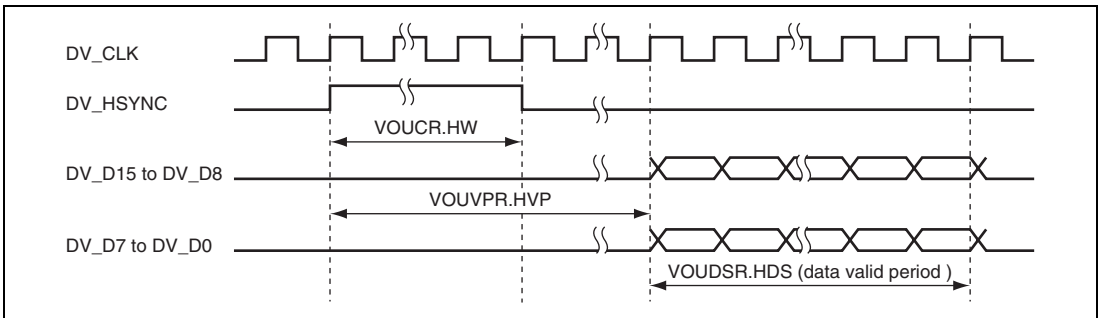 DV_CLK
DV_HSYNC
VOUCR.HW
DV_D15 to DV_D8
VOUVPR.HVP
DV_D7 to DV_D0
VOUDSR.HDS (data valid period )